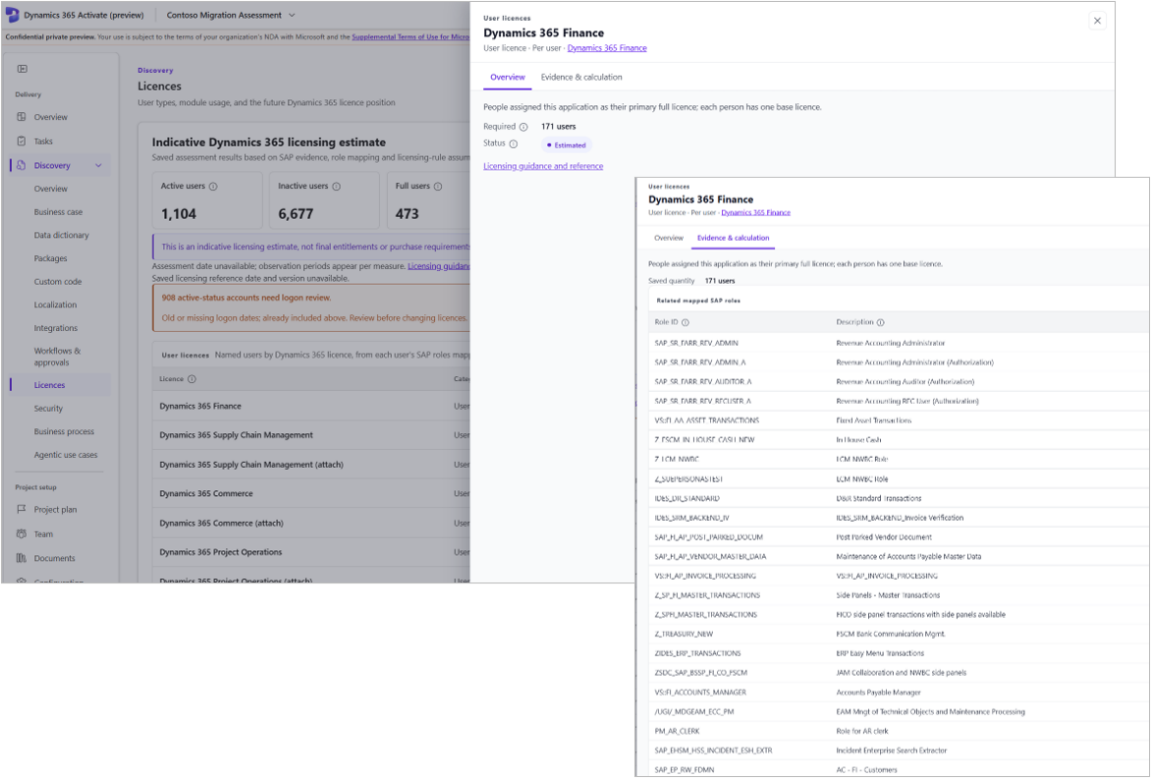 Dynamics 365 Activate (preview)
Contoso Migration Assessment
Confidential private preview. Your use is subject to the terms of your organization's NDA with Microsoft and the Supplemental Terms of Use for Micros
Delivery
Overview
Tasks
Discovery
Overview
Business case
Data dictionary
Packages
Custom code
Localization
Integrations
Workflows &
approvals
Licences
Security
Business process
Agentic use cases
Project setup
Project plan
Team
Documents
Configuration
Discovery
Licences
User types, module usage, and the future Dynamics 365 licence position
Indicative Dynamics 365 licensing estimate
Saved assessment results based on SAP evidence, role mapping and licensing-rule assum
Active users
1,104
Inactive users
6,677
Full users
473
This is an indicative licensing estimate, not final entitlements or purchase requirements
Assessment date unavailable; observation periods appear per measure. Licensing guidanc
Saved licensing reference date and version unavailable.
908 active-status accounts need logon review.
Old or missing logon dates; already included above. Review before changing licences.
User licences Named users by Dynamics 365 licence, from each user's SAP roles mapp
Licence
Cate
Dynamics 365 Finance
User
Dynamics 365 Supply Chain Management
User
Dynamics 365 Supply Chain Management (attach)
User
Dynamics 365 Commerce
User
Dynamics 365 Commerce (attach)
User
Dynamics 365 Project Operations
User
Dynamics 365 Project Operations (attach)
User
User licences
Dynamics 365 Finance
User licence · Per user · Dynamics 365 Finance
Overview
Evidence & calculation
People assigned this application as their primary full licence; each person has one base licence.
Required
171 users
Status
Estimated
Licensing guidance and reference
User licences
Dynamics 365 Finance
User licence · Per user · Dynamics 365 Finance
Overview
Evidence & calculation
People assigned this application as their primary full licence; each person has one base licence.
Saved quantity 171 users
Related mapped SAP roles
Role ID
Description
SAP_SR_FARR_REV_ADMIN
Revenue Accounting Administrator
SAP_SR_FARR_REV_ADMIN_A
Revenue Accounting Administrator (Authorization)
SAP_SR_FARR_REV_AUDITOR_A
Revenue Accounting Auditor (Authorization)
SAP_SR_FARR_REV_RECUSER_A
Revenue Accounting REC User (Authorization)
VS:FI_AA_ASSET_TRANSACTIONS
Fixed Asset Transactions
Z_FSCM_IN_HOUSE_CASH_NEW
In House Cash
Z_LCM_NWBC
LCM NWBC Role
Z_SUEPERSONASTEST
LCM NWBC Role
IDES_DR_STANDARD
D&R Standard Transactions
IDES_SRM_BACKEND_IV
IDES_SRM_BACKEND_Invoice Verification
SAP_FI_AP_POST_PARKED_DOCUM
Post Parked Vendor Document
SAP_FI_AP_VENDOR_MASTER_DATA
Maintenance of Accounts Payable Master Data
VS:FI_AP_INVOICE_PROCESSING
VS:FI_AP_INVOICE_PROCESSING
Z_SP_FI_MASTER_TRANSACTIONS
Side Panels - Master Transactions
Z_SPFI_MASTER_TRANSACTIONS
FICO side panel transactions with side panels available
Z_TREASURY_NEW
FSCM Bank Communication Mgmt.
ZIDES_ERP_TRANSACTIONS
ERP Easy Menu Transactions
ZSDC_SAP_BSSP_FI_CO_FSCM
JAM Collaboration and NWBC side panels
VS:FI_ACCOUNTS_MANAGER
Accounts Payable Manager
/UGI/_MDGEAM_ECC_PM
EAM Mngt of Technical Objects and Maintenance Processing
PM_AR_CLERK
Role for AR clerk
SAP_EHSM_HSS_INCIDENT_ESH_EXTR
Incident Enterprise Search Extractor
SAP_EP_RW_FDMN
AC - FI - Customers